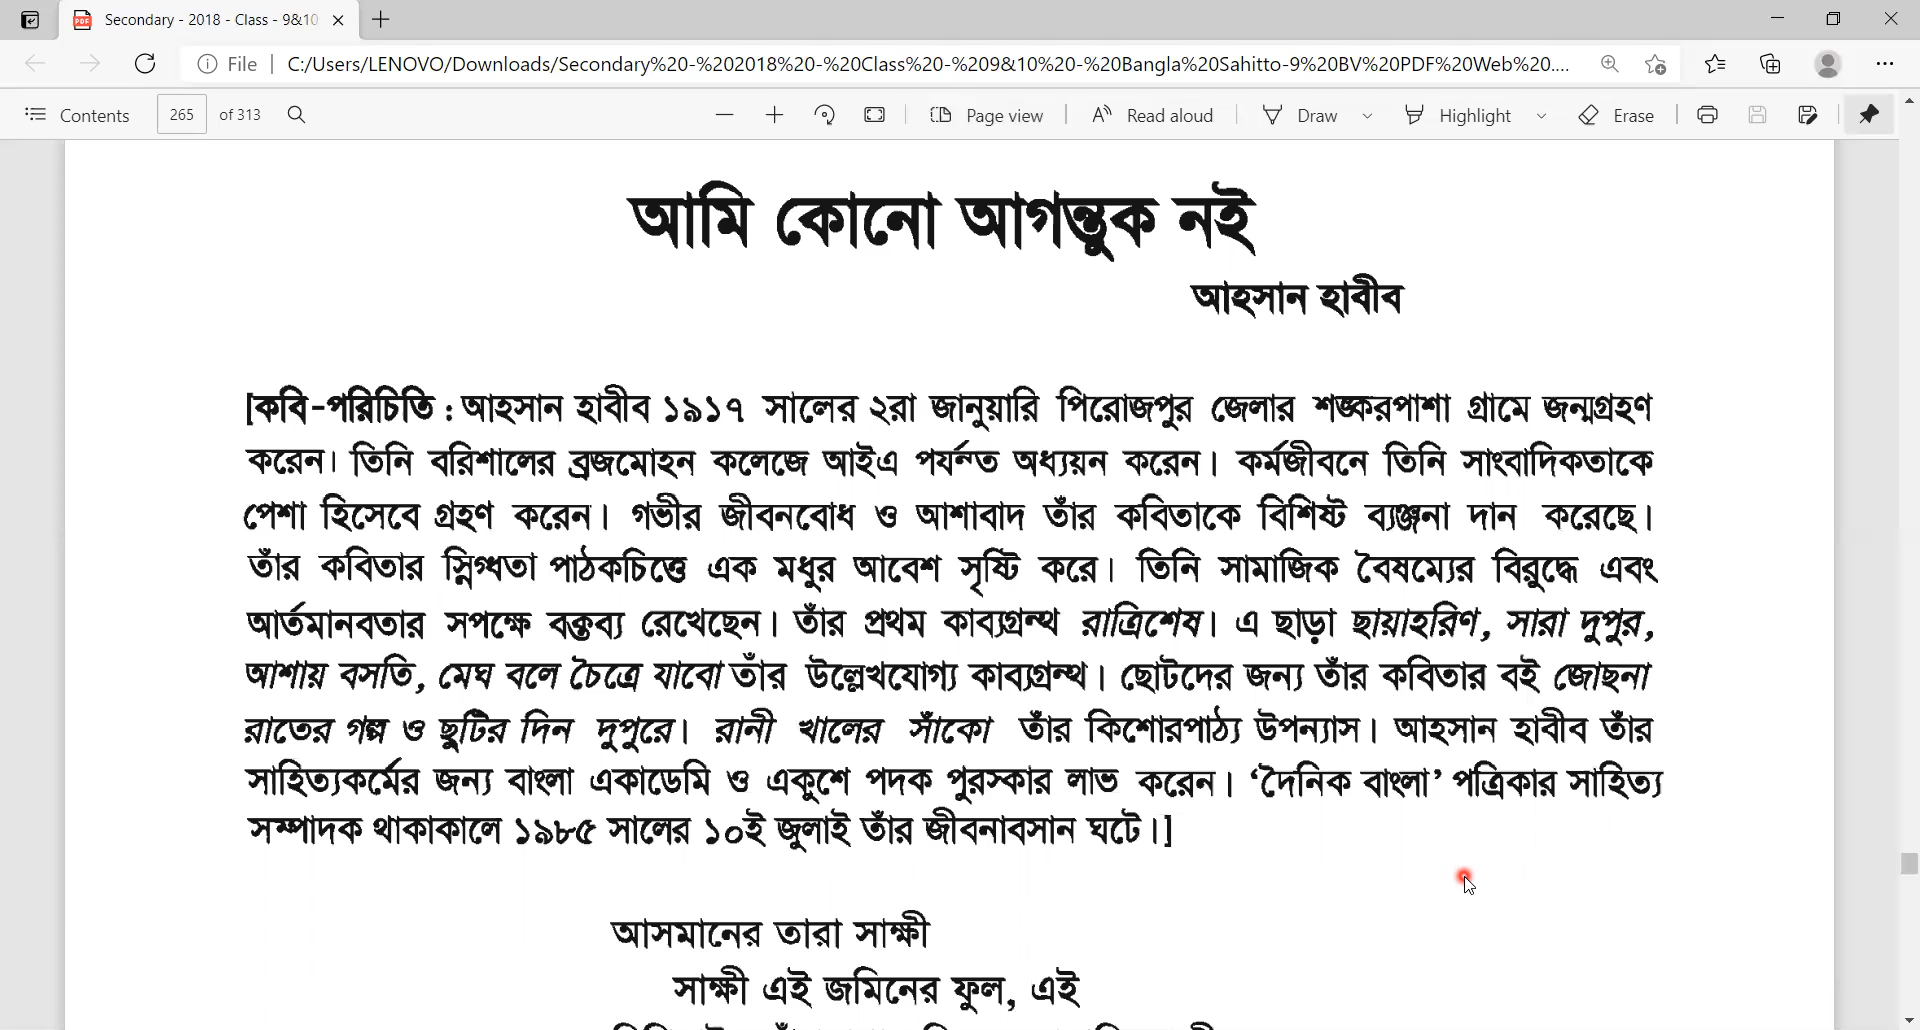 Secondary - 2018 - Class - 9&10
File
C:/Users/LENOVO/Downloads/Secondary%20-%202018%20-%20Class%20-%209&10%20-%20Bangla%20Sahitto-9%20BV%20PDF%20Web%20....
Contents 265 of 313 Page view Read aloud Draw Highlight Erase
আমি কোনো আগন্তুক নই
আহসান হাবীব
[কবি-পরিচিতি : আহসান হাবীব ১৯১৭ সালের ২রা জানুয়ারি পিরোজপুর জেলার শঙ্করপাশা গ্রামে জন্মগ্রহণ
করেন। তিনি বরিশালের ব্রজমোহন কলেজে আইএ পর্যন্ত অধ্যয়ন করেন। কর্মজীবনে তিনি সাংবাদিকতাকে
পেশা হিসেবে গ্রহণ করেন। গভীর জীবনবোধ ও আশাবাদ তাঁর কবিতাকে বিশিষ্ট ব্যঞ্জনা দান করেছে।
তাঁর কবিতার স্নিগ্ধতা পাঠকচিত্তে এক মধুর আবেশ সৃষ্টি করে। তিনি সামাজিক বৈষম্যের বিরুদ্ধে এবং
আর্তমানবতার সপক্ষে বক্তব্য রেখেছেন। তাঁর প্রথম কাব্যগ্রন্থ রাত্রিশেষ। এ ছাড়া ছায়াহরিণ, সারা দুপুর,
আশায় বসতি, মেঘ বলে চৈত্রে যাবো তাঁর উল্লেখযোগ্য কাব্যগ্রন্থ। ছোটদের জন্য তাঁর কবিতার বই জোছনা
রাতের গল্প ও ছুটির দিন দুপুরে। রানী খালের সাঁকো তাঁর কিশোরপাঠ্য উপন্যাস। আহসান হাবীব তাঁর
সাহিত্যকর্মের জন্য বাংলা একাডেমি ও একুশে পদক পুরস্কার লাভ করেন। ‘দৈনিক বাংলা’ পত্রিকার সাহিত্য
সম্পাদক থাকাকালে ১৯৮৫ সালের ১০ই জুলাই তাঁর জীবনাবসান ঘটে।]
আসমানের তারা সাক্ষী
সাক্ষী এই জমিনের ফুল, এই